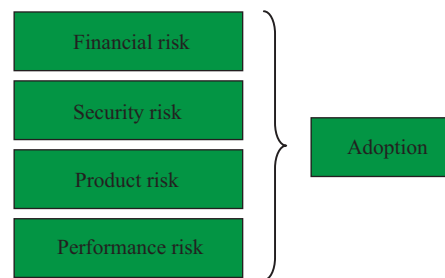 Financial risk
Security risk
Product risk
Performance risk
Adoption